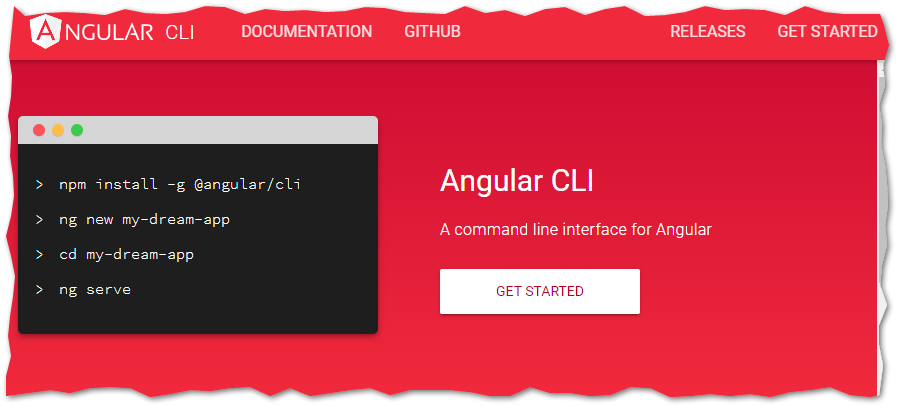 ANGULAR CLI DOCUMENTATION GITHUB RELEASES GET STARTED
> npm install -g @angular/cli
> ng new my-dream-app
> cd my-dream-app
> ng serve
Angular CLI
A command line interface for Angular
GET STARTED